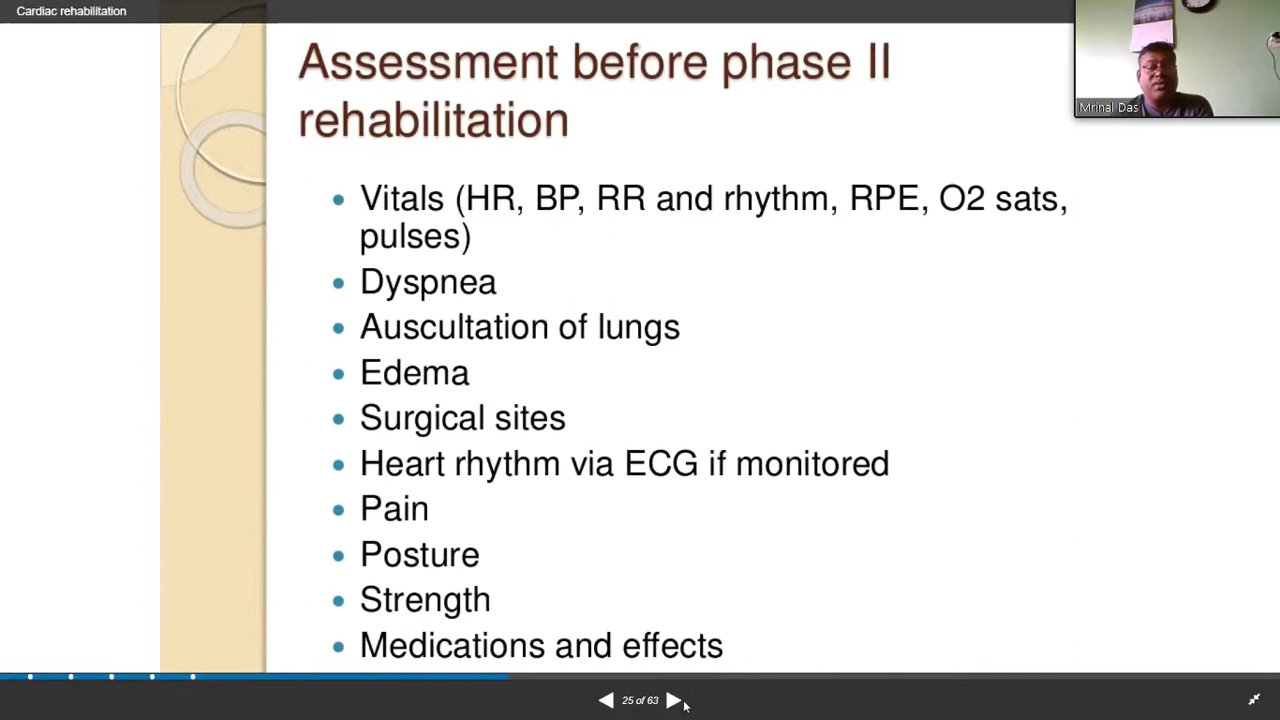 Cardiac rehabilitation
Assessment before phase II
rehabilitation
Mrinal Das
• Vitals (HR, BP, RR and rhythm, RPE, O2 sats,
pulses)
• Dyspnea
• Auscultation of lungs
• Edema
• Surgical sites
• Heart rhythm via ECG if monitored
• Pain
• Posture
• Strength
• Medications and effects
25 of 63